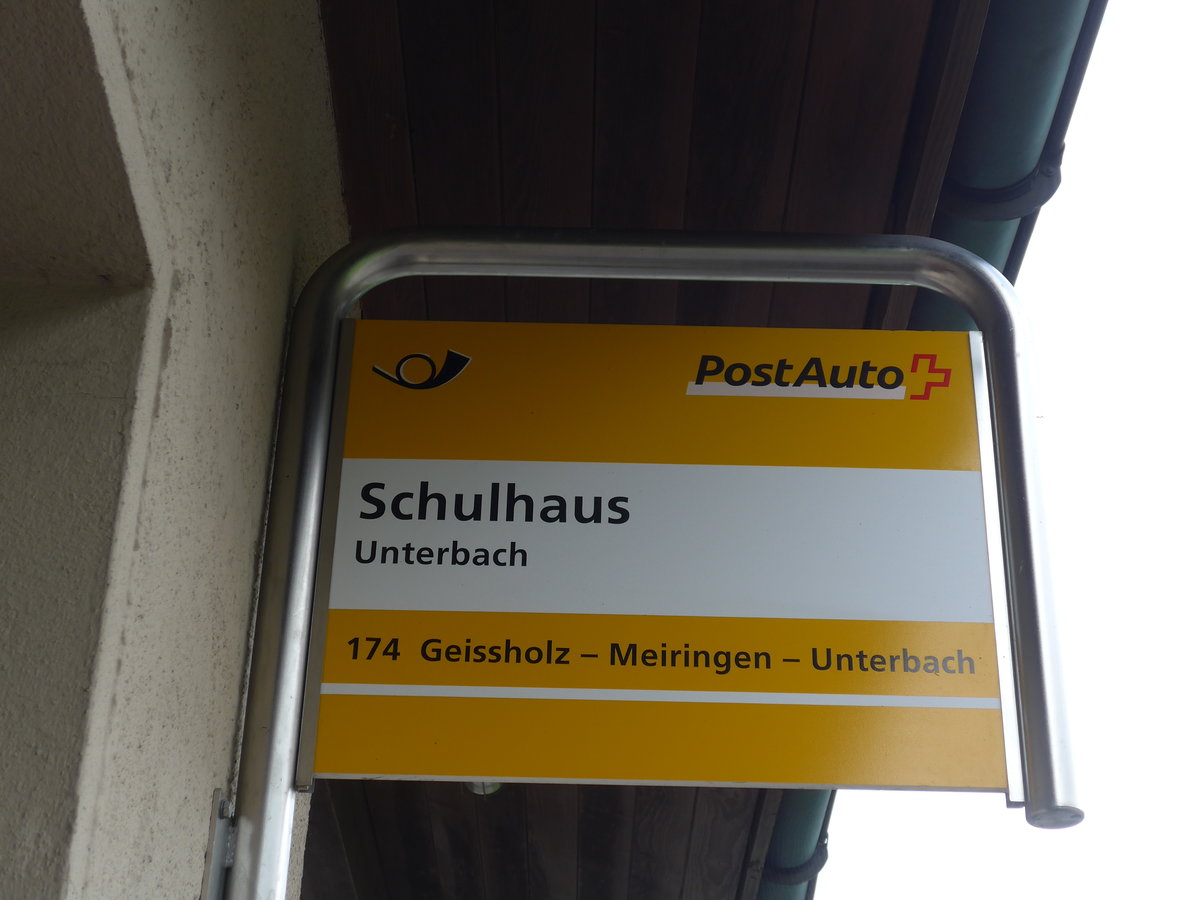 PostAuto
Schulhaus
Unterbach
174 Geissholz – Meiringen – Unterbach